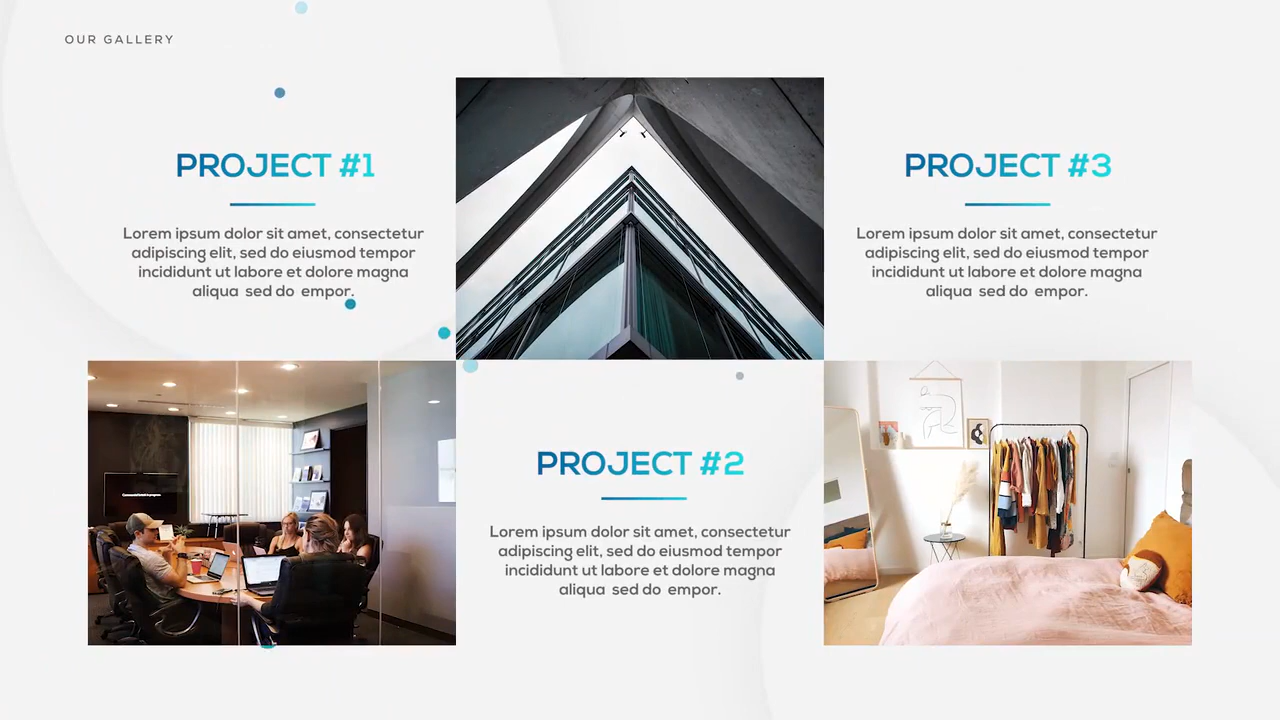 OUR GALLERY
PROJECT #1
Lorem ipsum dolor sit amet, consectetur
adipiscing elit, sed do eiusmod tempor
incididunt ut labore et dolore magna
aliqua sed do empor.
PROJECT #2
Lorem ipsum dolor sit amet, consectetur
adipiscing elit, sed do eiusmod tempor
incididunt ut labore et dolore magna
aliqua sed do empor.
PROJECT #3
Lorem ipsum dolor sit amet, consectetur
adipiscing elit, sed do eiusmod tempor
incididunt ut labore et dolore magna
aliqua sed do empor.